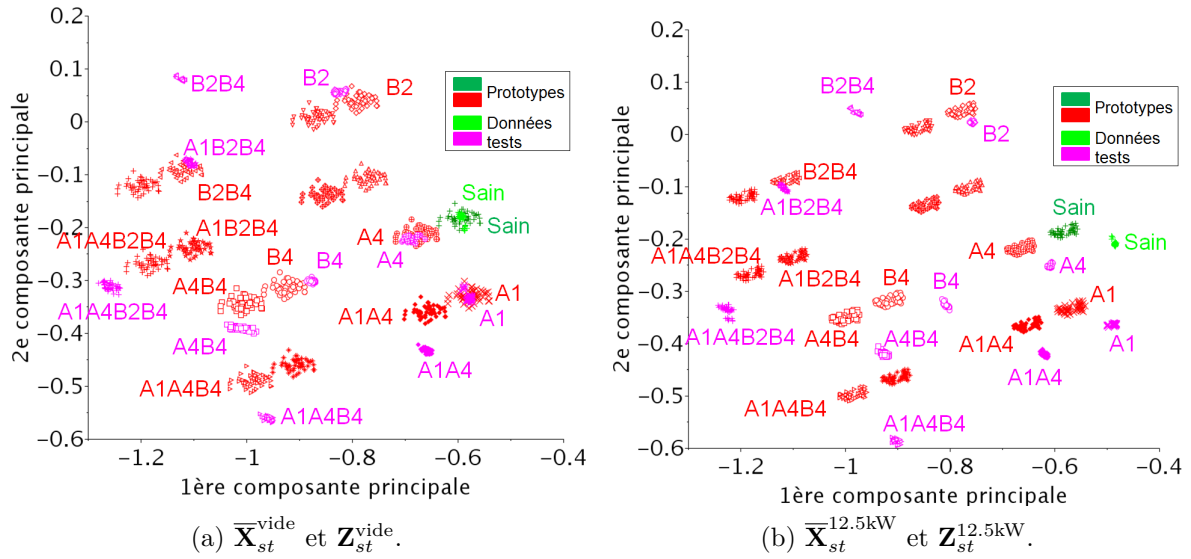 0.2
0.1
0
−0.1
−0.2
−0.3
−0.4
−0.5
−0.6
2e composante principale
B2B4
B2
B2
Prototypes
Données
tests
A1B2B4
B2B4
Sain
Sain
A1A4B2B4
A1B2B4
A4
A4
B4
B4
A4B4
A1A4B2B4
A1A4
A1
A1
A4B4
A1A4
A1A4B4
A1A4B4
−1.2
−1
−0.8
−0.6
−0.4
1ère composante principale
(a) X̅ₛₜᵛⁱᵈᵉ et Zₛₜᵛⁱᵈᵉ.
0.2
0.1
0
−0.1
−0.2
−0.3
−0.4
−0.5
−0.6
2e composante principale
B2B4
B2
B2
Prototypes
Données
tests
B2B4
A1B2B4
Sain
Sain
A4
A4
A1A4B2B4
A1B2B4
B4
B4
A1
A4B4
A1A4B2B4
A4B4
A1A4
A1
A1A4
A1A4B4
A1A4B4
−1.2
−1
−0.8
−0.6
−0.4
1ère composante principale
(b) X̅ₛₜ^12.5kW et Zₛₜ^12.5kW.